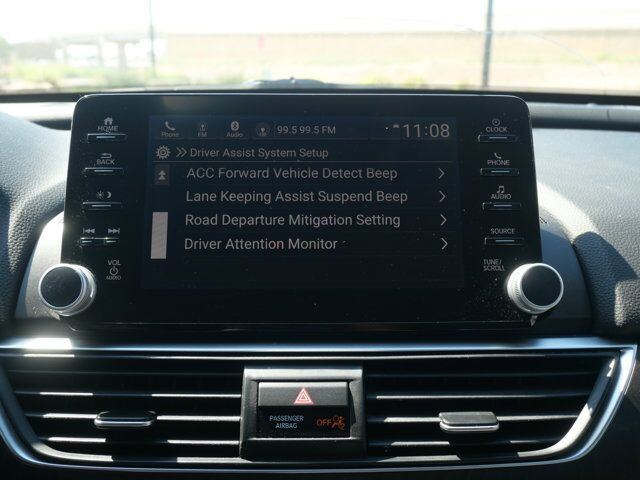 HOME
BACK
VOL
AUDIO
Phone FM Audio AM 99.5 99.5 FM 11:08
Driver Assist System Setup
ACC Forward Vehicle Detect Beep
Lane Keeping Assist Suspend Beep
Road Departure Mitigation Setting
Driver Attention Monitor
CLOCK
PHONE
AUDIO
SOURCE
TUNE/
SCROLL
PASSENGER
AIRBAG
OFF